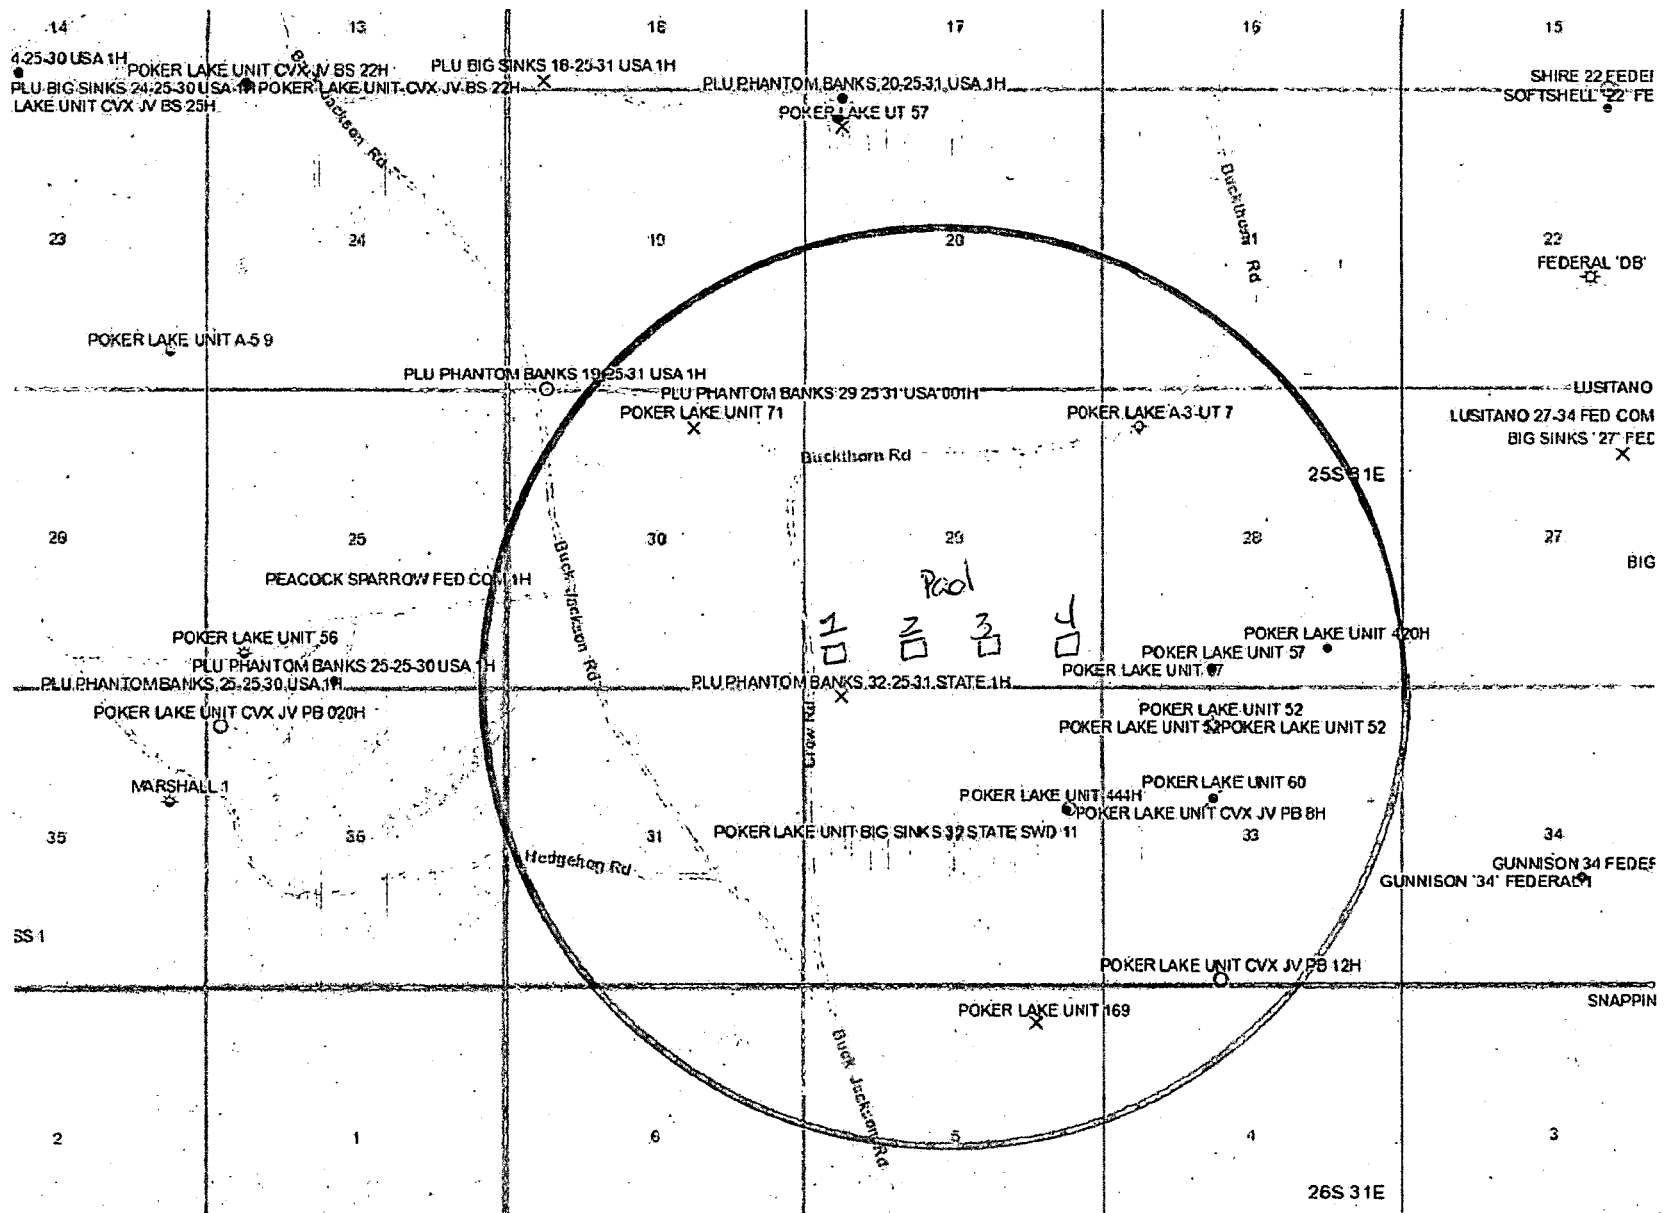 14
13
18
17
16
15
4-25-30 USA 1H
POKER LAKE UNIT CVX JV BS 22H
PLU BIG SINKS 18-25-31 USA 1H
PLU PHANTOM BANKS 20-25-31 USA 1H
SHIRE 22 FEDE
PLU BIG SINKS 24-25-30 USA 1H POKER LAKE UNIT CVX JV BS 22H
SOFTSHELL '22' FE
LAKE UNIT CVX JV BS 25H
POKER LAKE UT 57
Jackson Rd
Buckthorn Rd
23
24
19
20
21
22
FEDERAL 'DB'
POKER LAKE UNIT A-5 9
PLU PHANTOM BANKS 19-25-31 USA 1H
PLU PHANTOM BANKS 29 25 31 USA 001H
LUSITANO
POKER LAKE UNIT 71
POKER LAKE A-3-UT 7
LUSITANO 27-34 FED COM
BIG SINKS '27' FED
Buckthorn Rd
25S 31E
26
25
30
29
28
27
BIG
PEACOCK SPARROW FED COM 1H
Buck Jackson Rd
Pad
1 2 3 4
POKER LAKE UNIT 56
POKER LAKE UNIT 420H
POKER LAKE UNIT 57
PLU PHANTOM BANKS 25-25-30 USA 1H
POKER LAKE UNIT 57
PLU PHANTOM BANKS 25-25-30 USA 1H
PLU PHANTOM BANKS 32-25-31 STATE 1H
POKER LAKE UNIT CVX JV PB 020H
Crow Rd
POKER LAKE UNIT 52
POKER LAKE UNIT 52 POKER LAKE UNIT 52
MARSHALL 1
POKER LAKE UNIT 60
POKER LAKE UNIT 444H
POKER LAKE UNIT CVX JV PB 8H
POKER LAKE UNIT BIG SINKS 32 STATE SWD 11
35
36
31
33
34
Hedgehog Rd
GUNNISON 34 FEDE
GUNNISON '34' FEDERAL 1
SS 1
POKER LAKE UNIT CVX JV PB 12H
POKER LAKE UNIT 169
SNAPPIN
Buck Jackson Rd
2
1
6
5
4
3
26S 31E